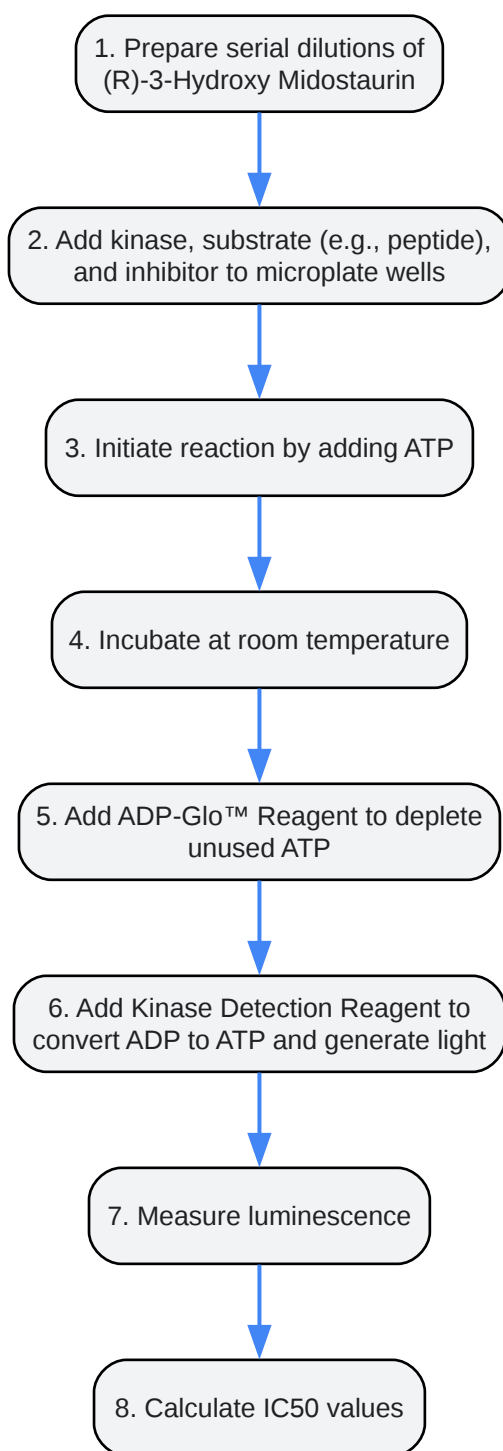 1. Prepare serial dilutions of
(R)-3-Hydroxy Midostaurin
2. Add kinase, substrate (e.g., peptide),
and inhibitor to microplate wells
3. Initiate reaction by adding ATP
4. Incubate at room temperature
5. Add ADP-Glo™ Reagent to deplete
unused ATP
6. Add Kinase Detection Reagent to
convert ADP to ATP and generate light
7. Measure luminescence
8. Calculate IC50 values